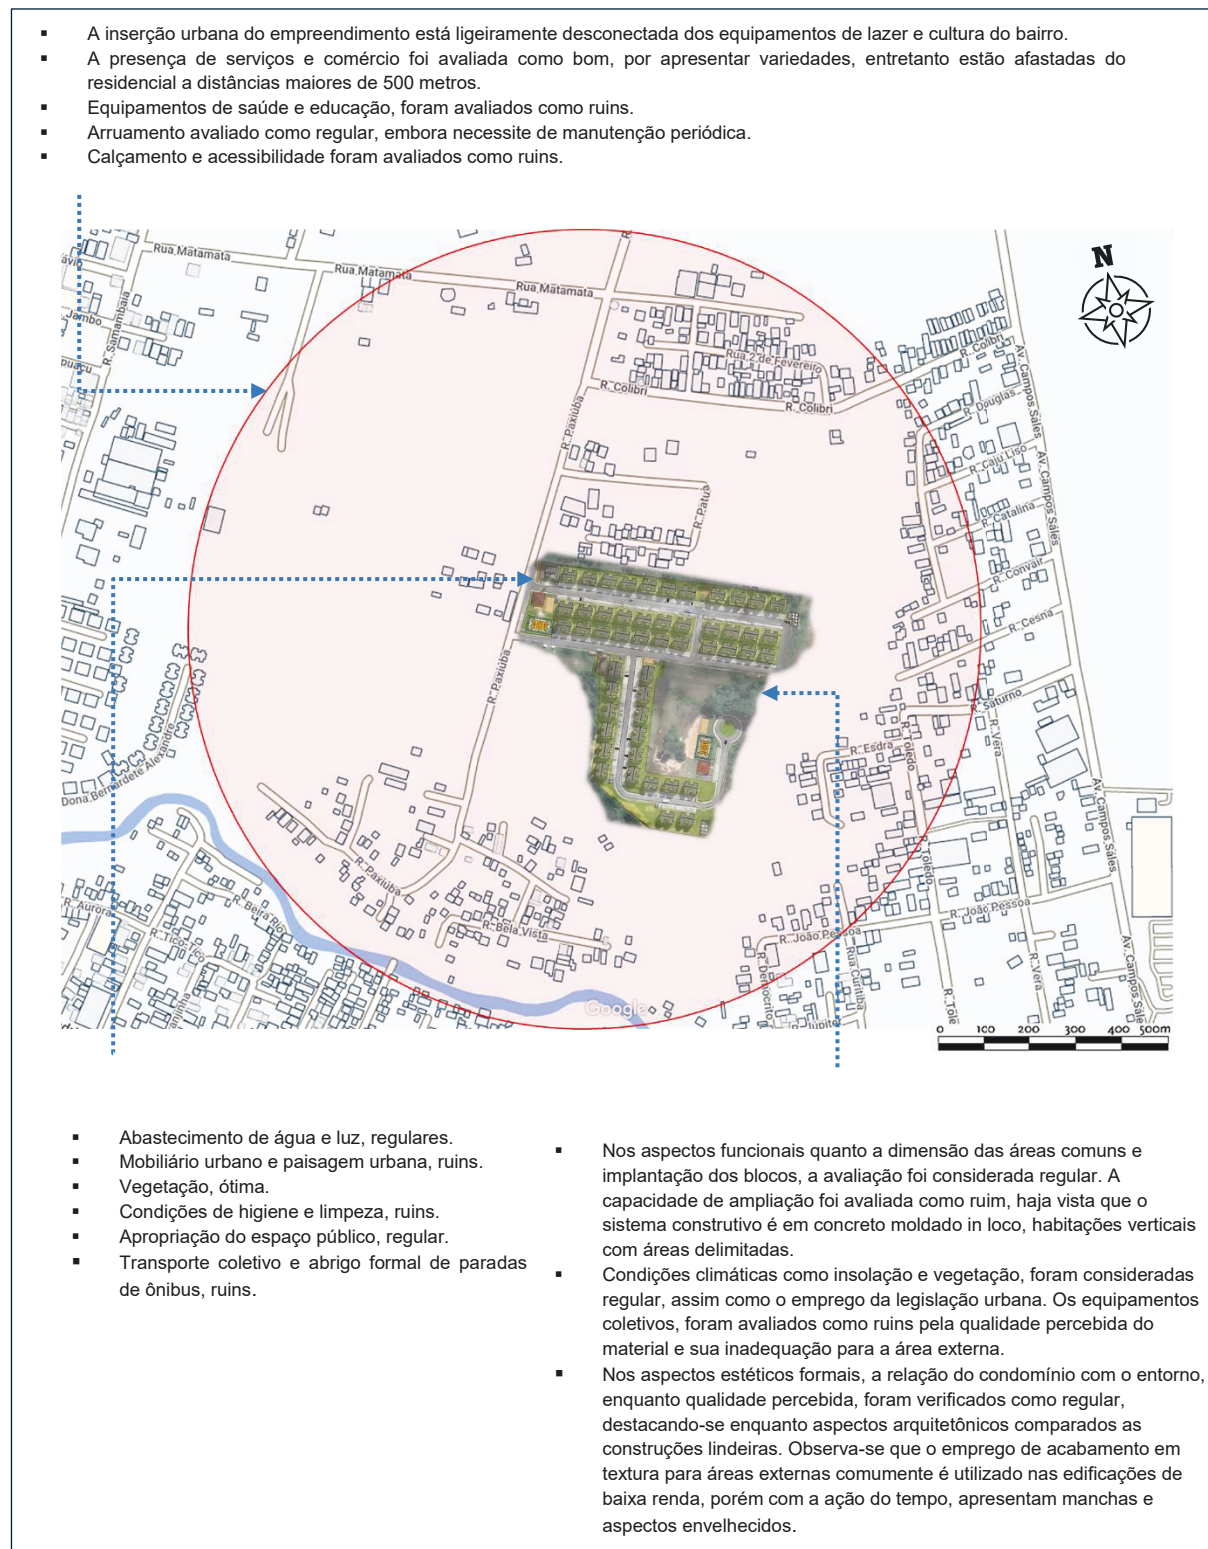 A inserção urbana do empreendimento está ligeiramente desconectada dos equipamentos de lazer e cultura do bairro.
A presença de serviços e comércio foi avaliada como bom, por apresentar variedades, entretanto estão afastadas do
residencial a distâncias maiores de 500 metros.
Equipamentos de saúde e educação, foram avaliados como ruins.
Arruamento avaliado como regular, embora necessite de manutenção periódica.
Calçamento e acessibilidade foram avaliados como ruins.
Rua Matamata
Rua Matamata
Rua Matamata
R.
N
Jambo
R. Samambaia
Rua 2 de Fevereiro
R. Colibri
R. Colibri
R. Colibri
Av. Campos Sales
R. Douglas
R. Paxiúba
R. Caju Liso
Av. Campos Sales
R. Patuá
R. Catalina
R. Convair
R. Cesna
R. Paxiúba
R. Saturno
R. Vera
R. Esdra
R. Toledo
Dona Bernardete Alexandre
Av. Campos Sales
R. Toledo
R. Paxiúba
R. Beira Rio
R. Aurora
R. Tico Tico
R. Bela Vista
R. João Pessoa
R. João Pessoa
R. Democrito
Rua Curitiba
R. Vera
Av. Campos Sale
R. Tole
R. Júpito
Google
0 100 200 300 400 500m
Abastecimento de água e luz, regulares.
Mobiliário urbano e paisagem urbana, ruins.
Vegetação, ótima.
Condições de higiene e limpeza, ruins.
Apropriação do espaço público, regular.
Transporte coletivo e abrigo formal de paradas
de ônibus, ruins.
Nos aspectos funcionais quanto a dimensão das áreas comuns e
implantação dos blocos, a avaliação foi considerada regular. A
capacidade de ampliação foi avaliada como ruim, haja vista que o
sistema construtivo é em concreto moldado in loco, habitações verticais
com áreas delimitadas.
Condições climáticas como insolação e vegetação, foram consideradas
regular, assim como o emprego da legislação urbana. Os equipamentos
coletivos, foram avaliados como ruins pela qualidade percebida do
material e sua inadequação para a área externa.
Nos aspectos estéticos formais, a relação do condomínio com o entorno,
enquanto qualidade percebida, foram verificados como regular,
destacando-se enquanto aspectos arquitetônicos comparados as
construções lindeiras. Observa-se que o emprego de acabamento em
textura para áreas externas comumente é utilizado nas edificações de
baixa renda, porém com a ação do tempo, apresentam manchas e
aspectos envelhecidos.